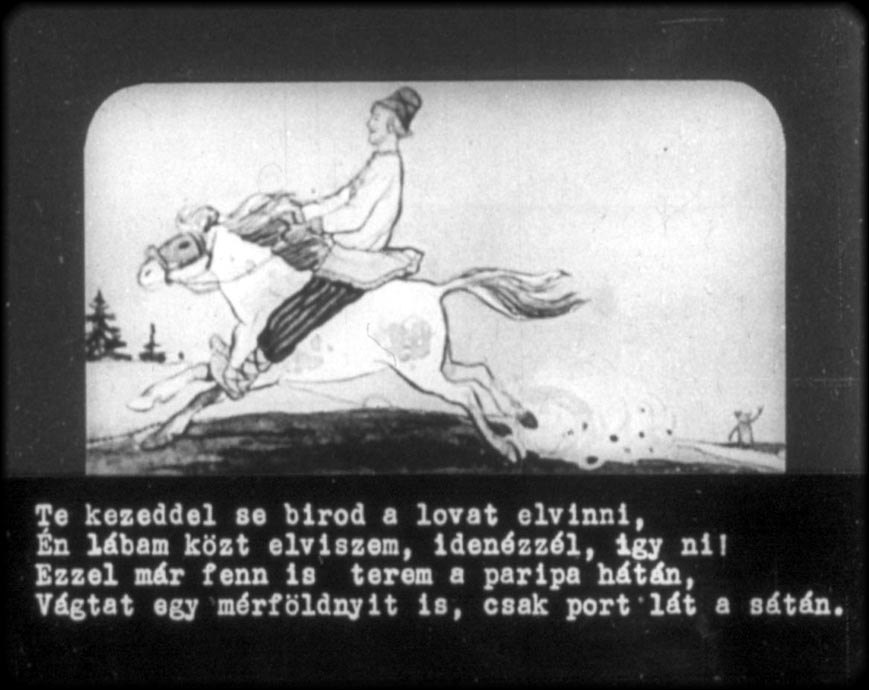 Te kezeddel se birod a lovat elvinni,
Én lábam közt elviszem, idenézzél, igy ni!
Ezzel már fenn is terem a paripa hátán,
Vágtat egy mérföldnyit is, csak port lát a sátán.